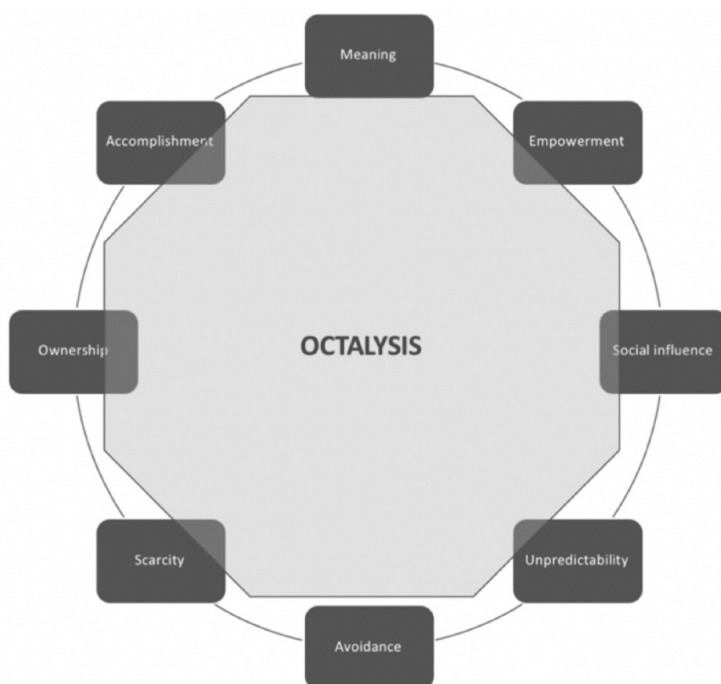 Meaning
Accomplishment
Empowerment
Ownership
OCTALYSIS
Social influence
Scarcity
Unpredictability
Avoidance